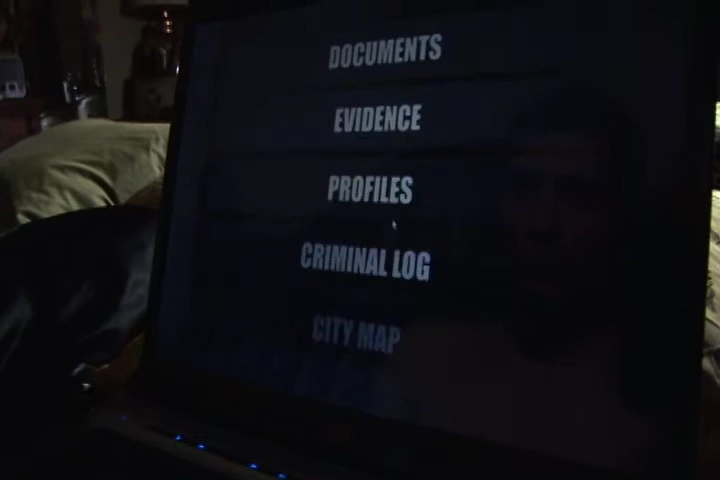 DOCUMENTS
EVIDENCE
PROFILES
CRIMINAL LOG
CITY MAP